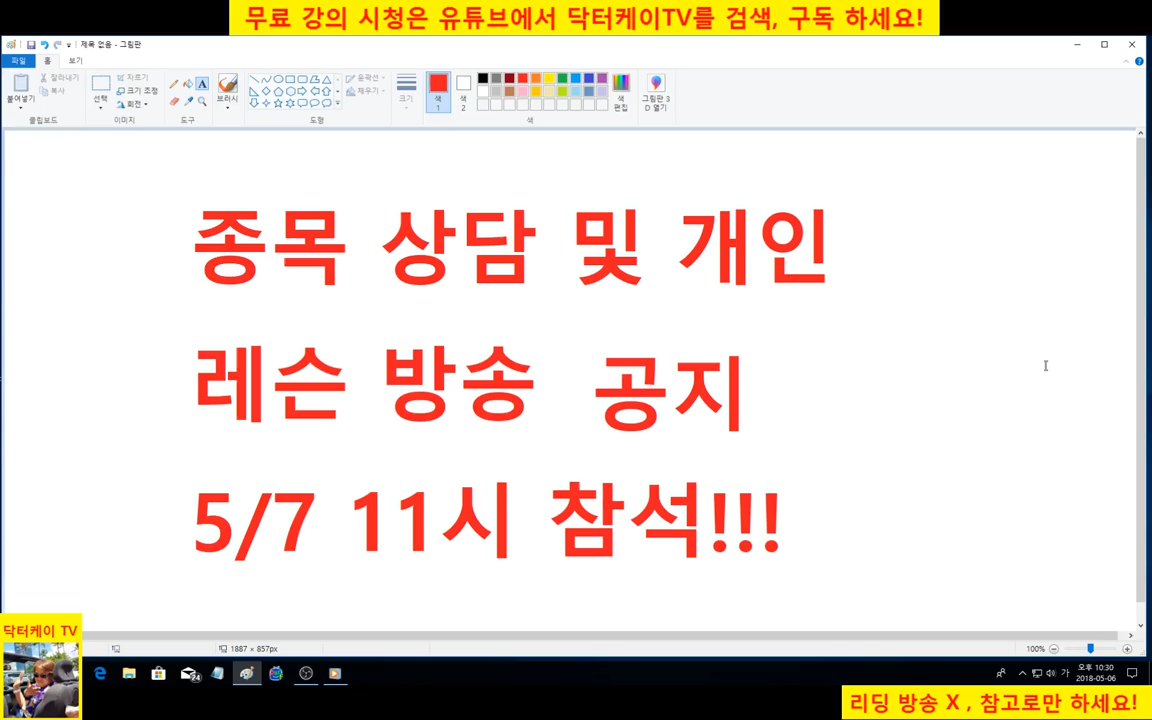 무료 강의 시청은 유튜브에서 닥터케이TV를 검색, 구독 하세요!
제목 없음 - 그림판
파일 홈 보기
붙여넣기
잘라내기
복사
클립보드
선택
자르기
크기 조정
회전
이미지
A
도구
브러시
윤곽선
채우기
도형
크기
색 1
색 2
색 편집
그림판 3D 열기
색
종목 상담 및 개인
레슨 방송 공지
5/7 11시 참석!!!
1887 × 857px
100%
닥터케이 TV
24
가
오후 10:30
2018-05-06
리딩 방송 X , 참고로만 하세요!